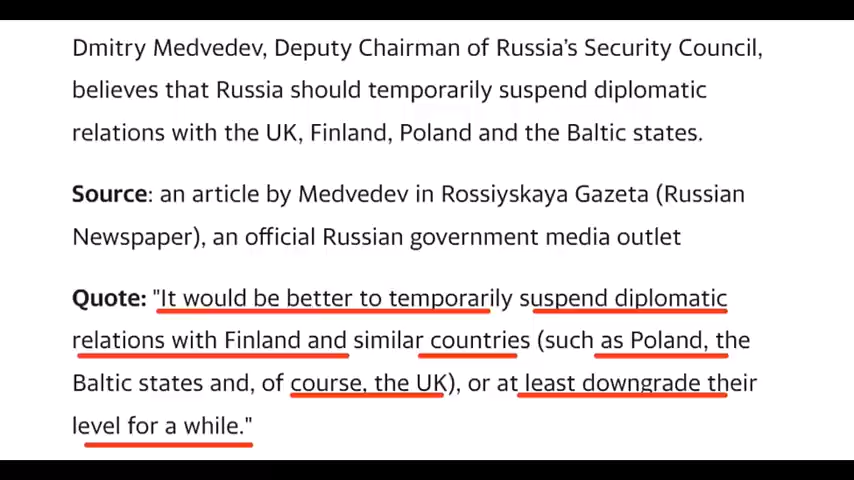 Dmitry Medvedev, Deputy Chairman of Russia's Security Council,
believes that Russia should temporarily suspend diplomatic
relations with the UK, Finland, Poland and the Baltic states.
Source: an article by Medvedev in Rossiyskaya Gazeta (Russian
Newspaper), an official Russian government media outlet
Quote: "It would be better to temporarily suspend diplomatic
relations with Finland and similar countries (such as Poland, the
Baltic states and, of course, the UK), or at least downgrade their
level for a while."